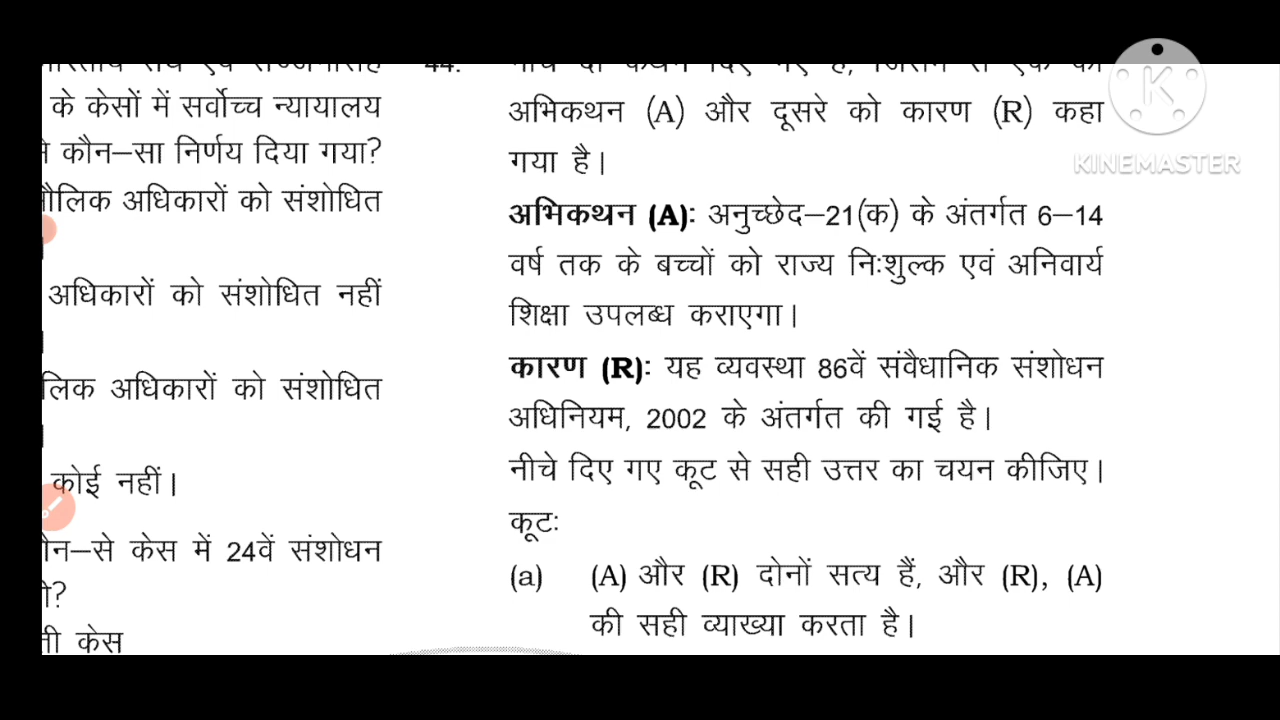 के केसों में सर्वोच्च न्यायालय
कौन–सा निर्णय दिया गया?
अधिकारों को संशोधित
अधिकारों को संशोधित नहीं
अधिकारों को संशोधित
कोई नहीं।
से केस में 24वें संशोधन
केस
44.
अभिकथन (A) और दूसरे को कारण (R) कहा
गया है।
अभिकथन (A): अनुच्छेद–21(क) के अंतर्गत 6–14
वर्ष तक के बच्चों को राज्य निःशुल्क एवं अनिवार्य
शिक्षा उपलब्ध कराएगा।
कारण (R): यह व्यवस्था 86वें संवैधानिक संशोधन
अधिनियम, 2002 के अंतर्गत की गई है।
नीचे दिए गए कूट से सही उत्तर का चयन कीजिए।
कूटः
(a) (A) और (R) दोनों सत्य हैं, और (R), (A)
की सही व्याख्या करता है।
KINEMASTER